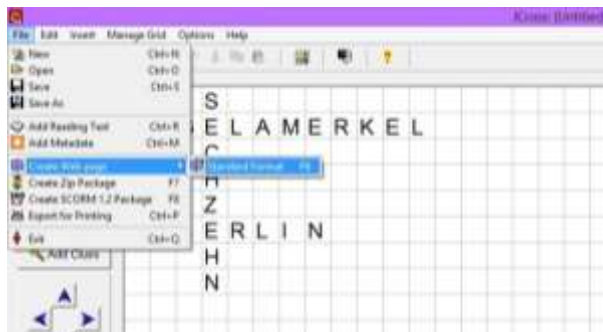 JCross: [Untitled
File Edit Insert Manage Grid Options Help
New Ctrl+N
Open Ctrl+O
Save Ctrl+S
Save As
Add Reading Text Ctrl+R
Add Metadata Ctrl+M
Create Web page
Standard Format F6
Create Zip Package F7
Create SCORM 1.2 Package F8
Export for Printing Ctrl+P
Exit Ctrl+Q
Add Clues
S
E L A M E R K E L
C
H
Z
E R L I N
H
N